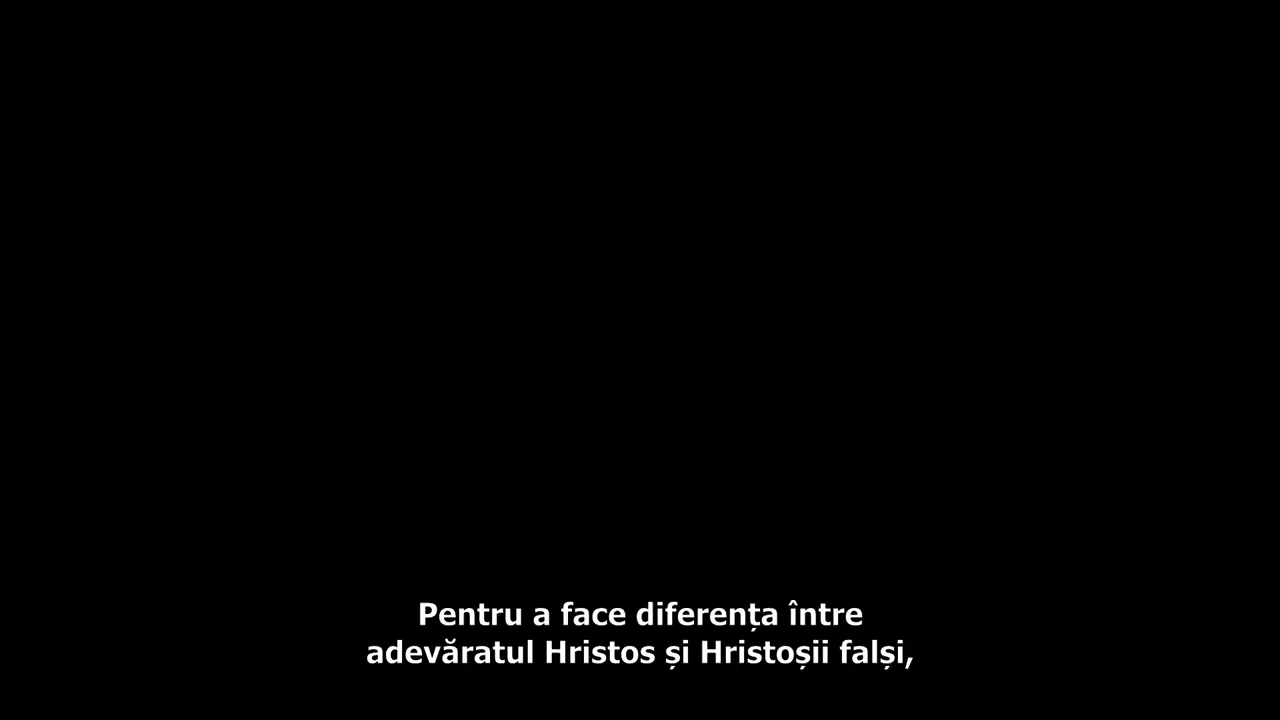 Pentru a face diferența între
adevăratul Hristos și Hristoșii falși,